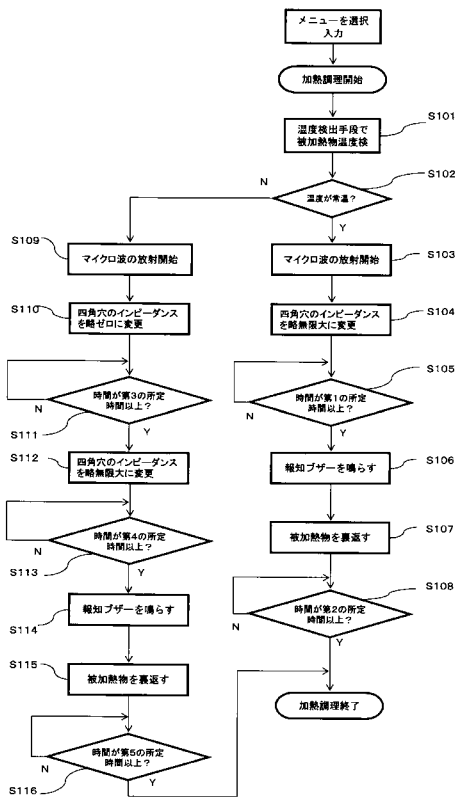 メニューを選択
入力
加熱調理開始
S101
温度検出手段で
被加熱物温度検
S102
温度が常温?
N
Y
S109
マイクロ波の放射開始
S103
マイクロ波の放射開始
S110
四角穴のインピーダンス
を略ゼロに変更
S104
四角穴のインピーダンス
を略無限大に変更
S105
時間が第1の所定
時間以上?
N
Y
時間が第3の所定
時間以上?
N
Y
S111
S112
四角穴のインピーダンス
を略無限大に変更
S106
報知ブザーを鳴らす
S107
被加熱物を裏返す
時間が第4の所定
時間以上?
N
Y
S113
S108
時間が第2の所定
時間以上?
N
Y
報知ブザーを鳴らす
S114
S115
被加熱物を裏返す
加熱調理終了
時間が第5の所定
時間以上?
N
Y
S116